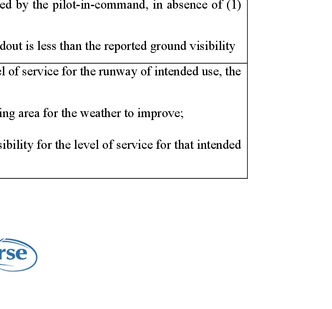 ed by the pilot-in-command, in absence of (1)
dout is less than the reported ground visibility
el of service for the runway of intended use, the
ing area for the weather to improve;
ibility for the level of service for that intended
rse